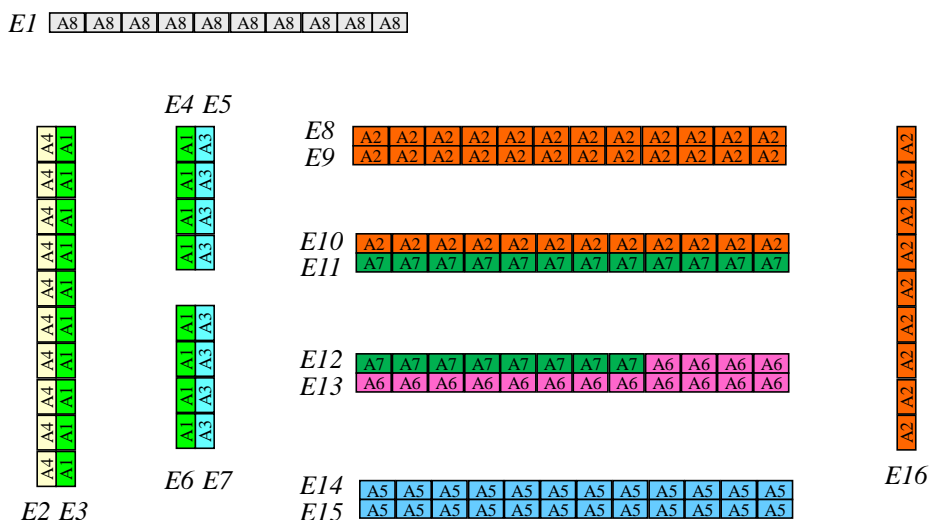 E1 A8 A8 A8 A8 A8 A8 A8 A8 A8 A8
E4 E5
A4 A4 A4 A4 A4 A4 A4 A4 A4 A4
A1 A1 A1 A1 A1 A1 A1 A1 A1 A1
E2 E3
A1 A1 A1 A1
A3 A3 A3 A3
A1 A1 A1 A1
A3 A3 A3 A3
E6 E7
E8 A2 A2 A2 A2 A2 A2 A2 A2 A2 A2 A2 A2
E9 A2 A2 A2 A2 A2 A2 A2 A2 A2 A2 A2 A2
E10 A2 A2 A2 A2 A2 A2 A2 A2 A2 A2 A2 A2
E11 A7 A7 A7 A7 A7 A7 A7 A7 A7 A7 A7 A7
E12 A7 A7 A7 A7 A7 A7 A7 A7 A6 A6 A6 A6
E13 A6 A6 A6 A6 A6 A6 A6 A6 A6 A6 A6 A6
E14 A5 A5 A5 A5 A5 A5 A5 A5 A5 A5 A5 A5
E15 A5 A5 A5 A5 A5 A5 A5 A5 A5 A5 A5 A5
A2 A2 A2 A2 A2 A2 A2 A2 A2
E16